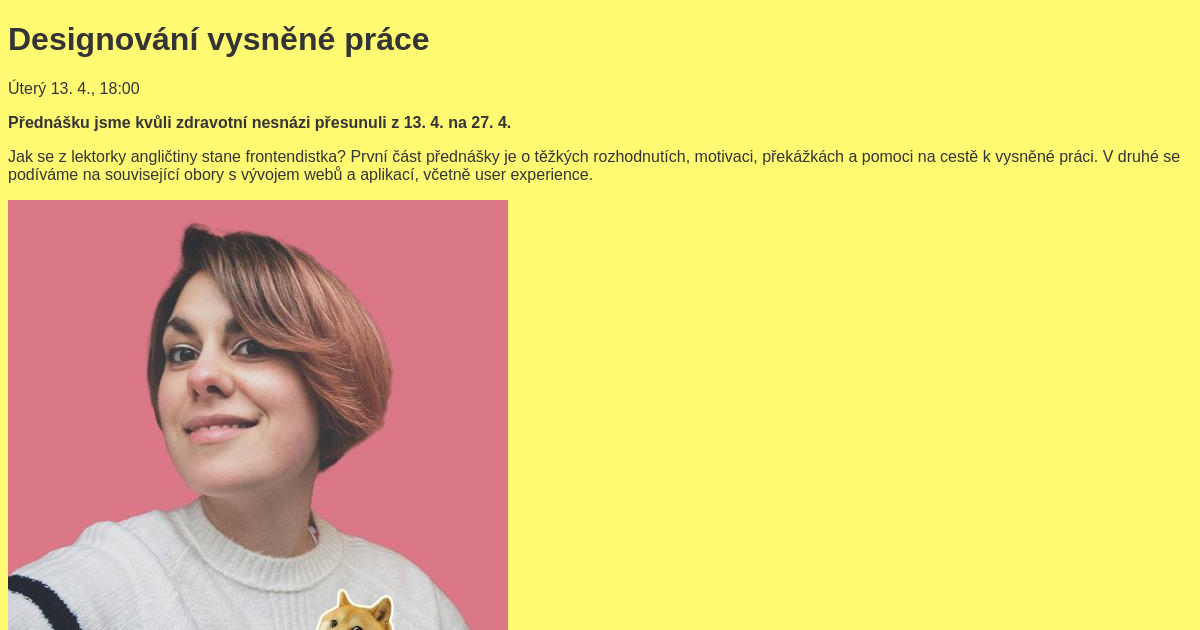 Designování vysněné práce
Úterý 13. 4., 18:00
Přednášku jsme kvůli zdravotní nesnázi přesunuli z 13. 4. na 27. 4.
Jak se z lektorky angličtiny stane frontendistka? První část přednášky je o těžkých rozhodnutích, motivaci, překážkách a pomoci na cestě k vysněné práci. V druhé se
podíváme na související obory s vývojem webů a aplikací, včetně user experience.